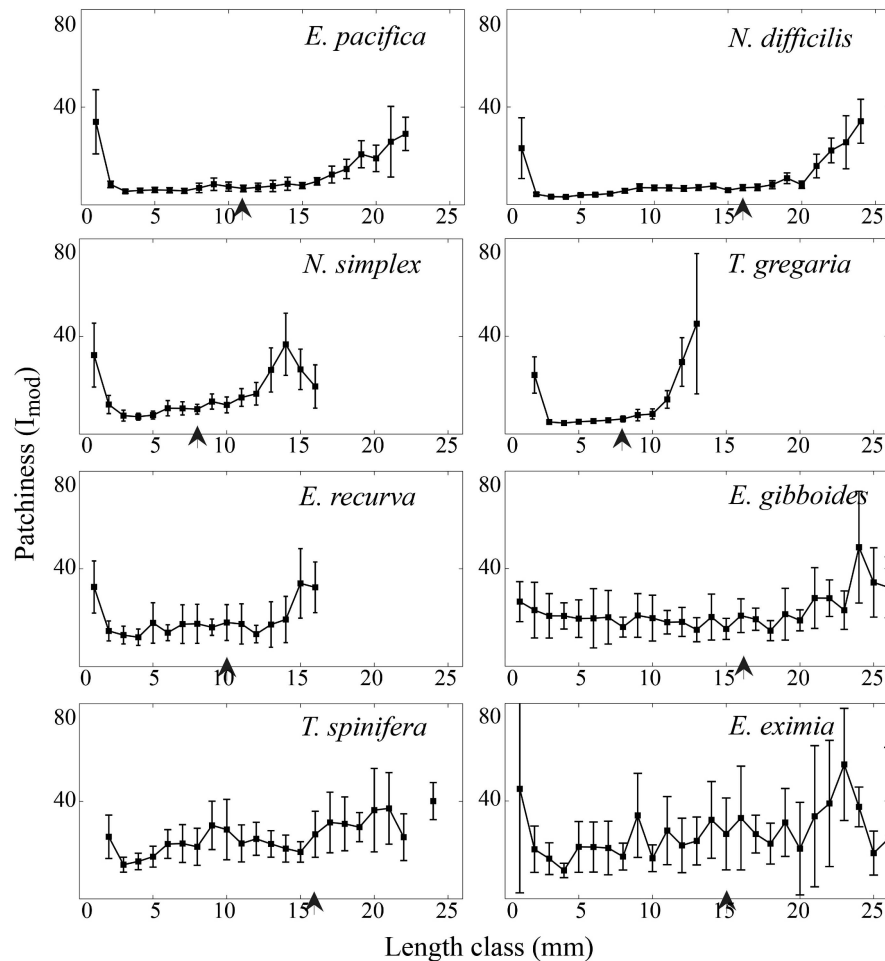 Patchiness (I_mod)
80
40
E. pacifica
0 5 10 15 20 25
80
40
N. difficilis
0 5 10 15 20 25
80
40
N. simplex
0 5 10 15 20 25
80
40
T. gregaria
0 5 10 15 20 25
80
40
E. recurva
0 5 10 15 20 25
80
40
E. gibboides
0 5 10 15 20 25
80
40
T. spinifera
0 5 10 15 20 25
80
40
E. eximia
0 5 10 15 20 25
Length class (mm)